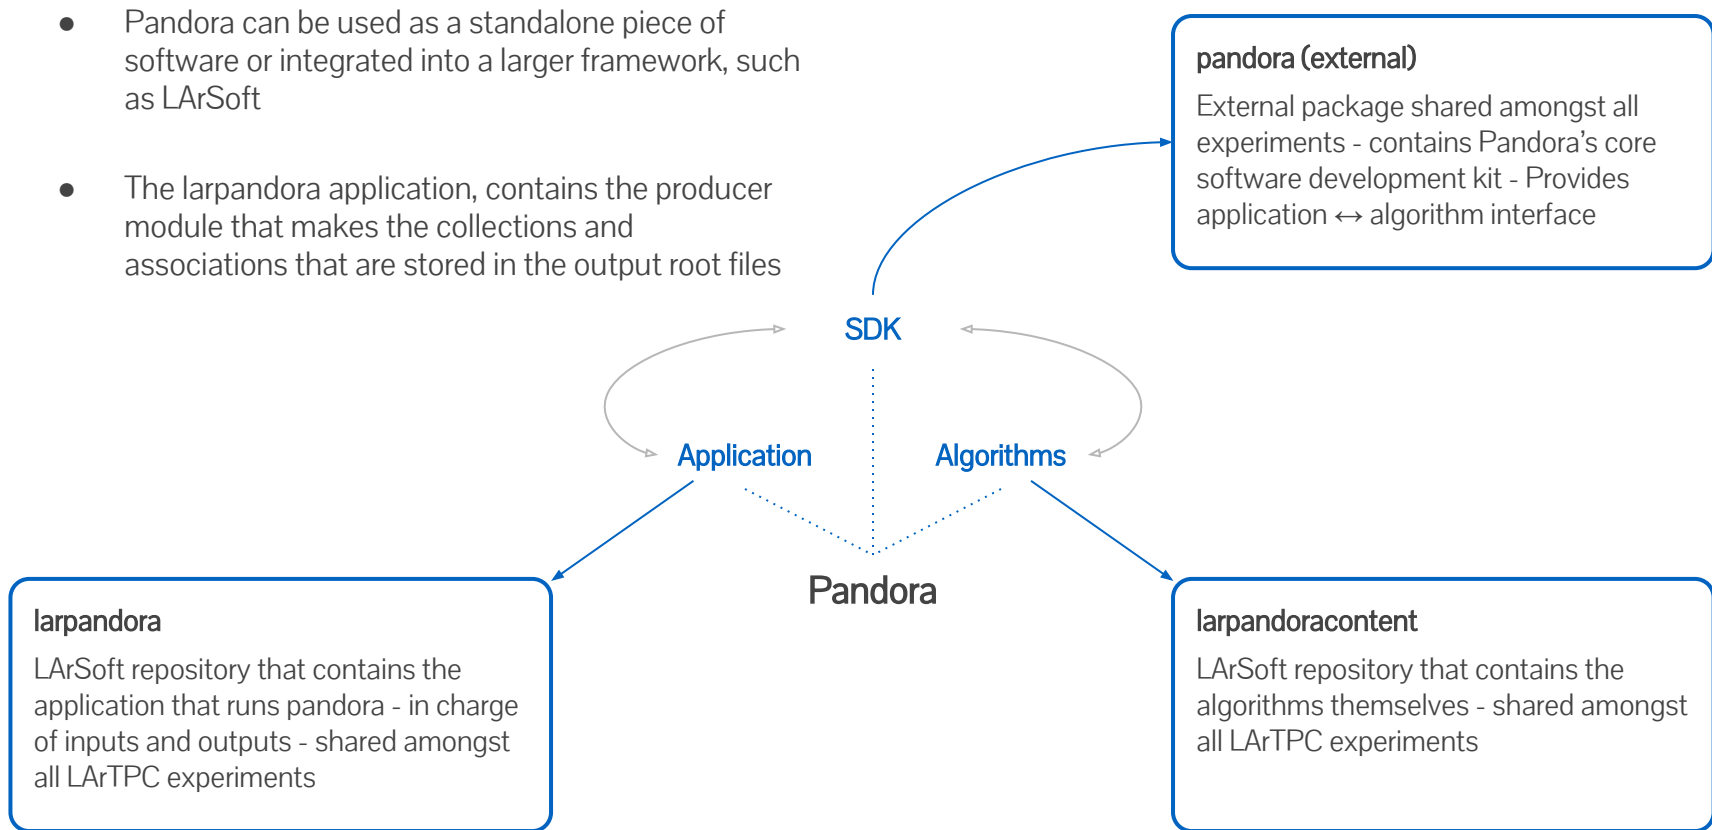 ● Pandora can be used as a standalone piece of
software or integrated into a larger framework, such
as LArSoft
● The larpandora application, contains the producer
module that makes the collections and
associations that are stored in the output root files
pandora (external)
External package shared amongst all
experiments - contains Pandora’s core
software development kit - Provides
application ↔ algorithm interface
SDK
Application
Algorithms
Pandora
larpandora
LArSoft repository that contains the
application that runs pandora - in charge
of inputs and outputs - shared amongst
all LArTPC experiments
larpandoracontent
LArSoft repository that contains the
algorithms themselves - shared amongst
all LArTPC experiments